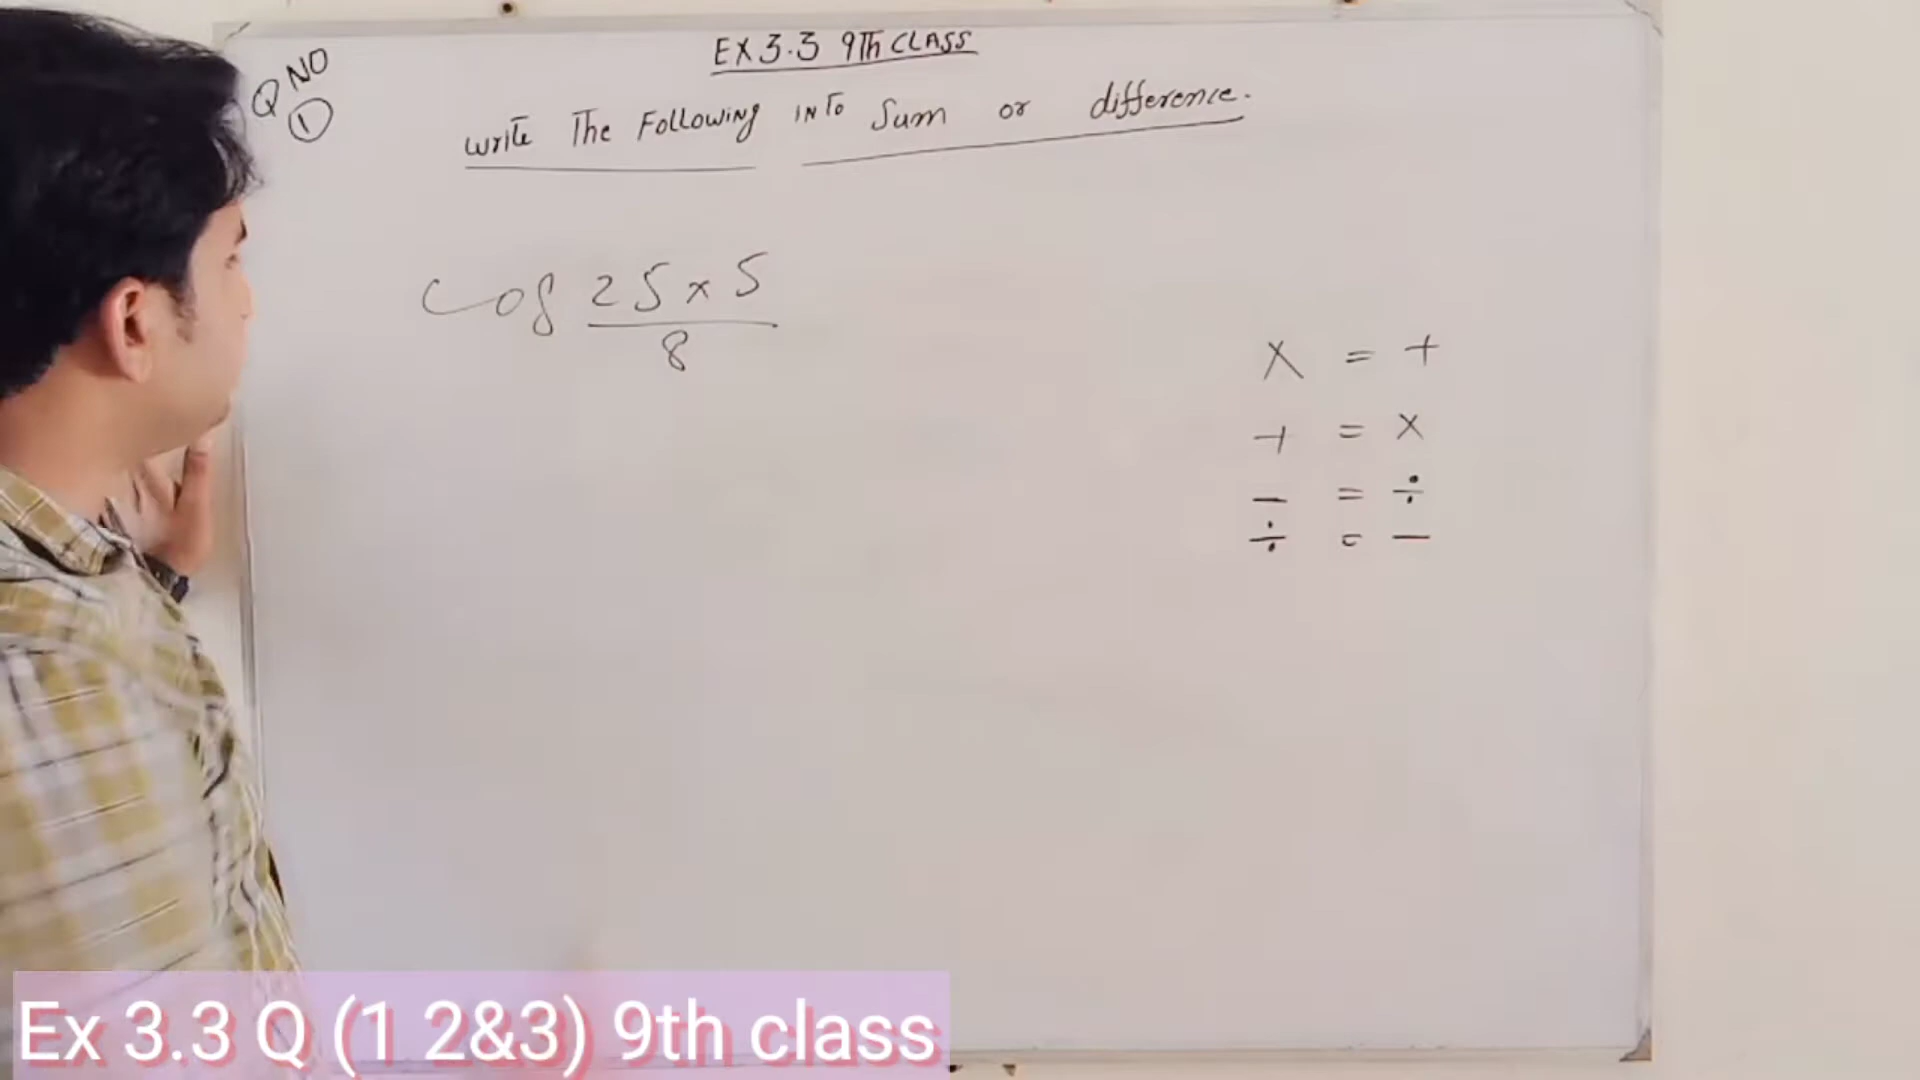 EX 3.3 9Th CLASS
Q NO
1
write The Following INTo Sum or difference.
Log 25 x 5
8
X = +
+ = x
- = ÷
÷ = -
Ex 3.3 Q (1 2&3) 9th class